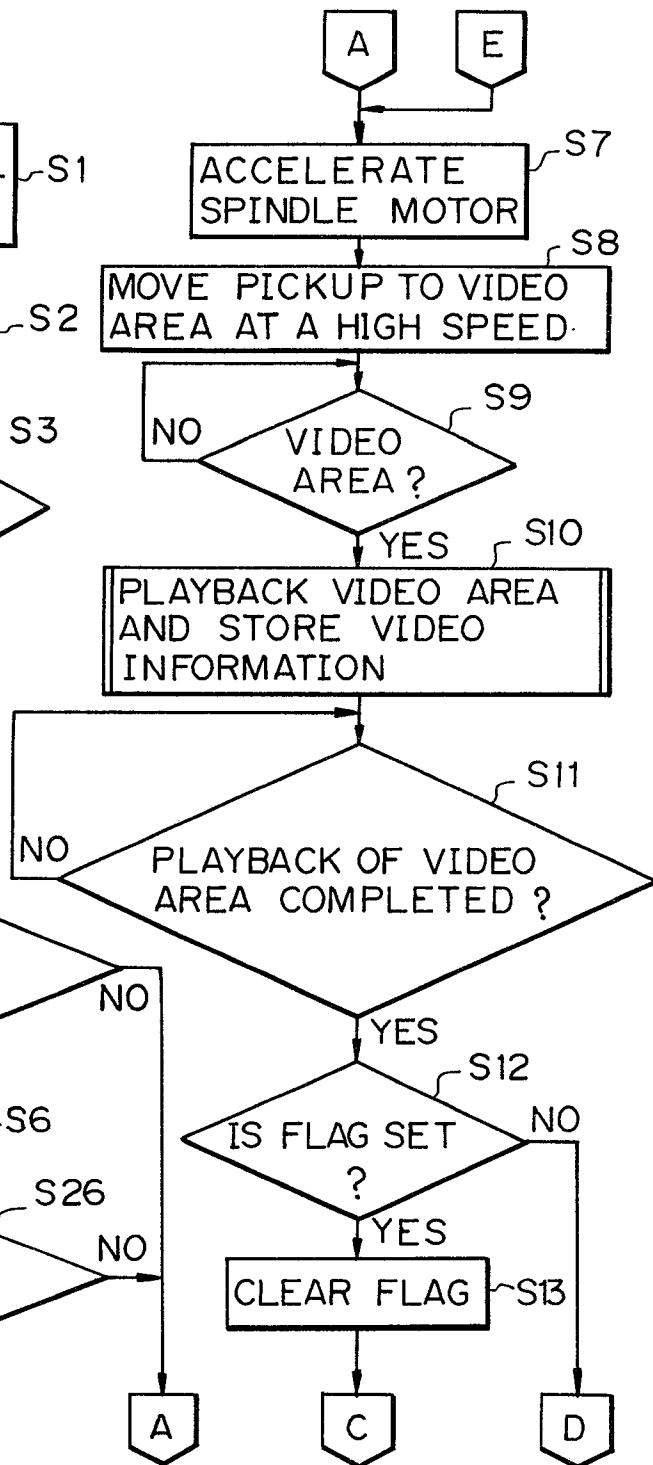 A
E
S1
S7
ACCELERATE
SPINDLE MOTOR
S8
MOVE PICKUP TO VIDEO
AREA AT A HIGH SPEED
S2
S3
S9
NO
VIDEO
AREA?
YES
S10
PLAYBACK VIDEO AREA
AND STORE VIDEO
INFORMATION
S11
NO
PLAYBACK OF VIDEO
AREA COMPLETED?
NO
YES
S12
S6
IS FLAG SET
?
NO
S26
NO
YES
CLEAR FLAG
S13
A
C
D